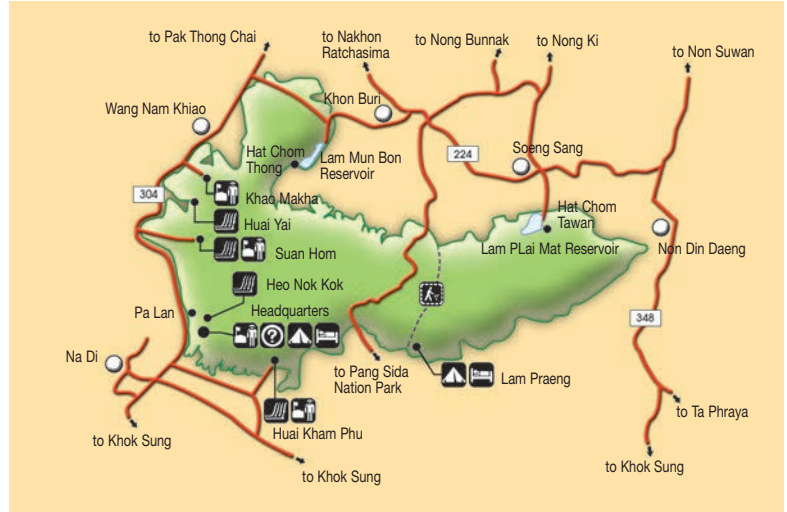 to Pak Thong Chai
to Nakhon
Ratchasima
to Nong Bunnak
to Nong Ki
to Non Suwan
Khon Buri
Wang Nam Khiao
224
Soeng Sang
Hat Chom
Thong
Lam Mun Bon
Reservoir
304
Khao Makha
Huai Yai
Hat Chom
Tawan
Suan Hom
Lam PLai Mat Reservoir
Non Din Daeng
Heo Nok Kok
Pa Lan
Headquarters
?
348
Na Di
to Pang Sida
Nation Park
Lam Praeng
to Khok Sung
Huai Kham Phu
to Ta Phraya
to Khok Sung
to Khok Sung